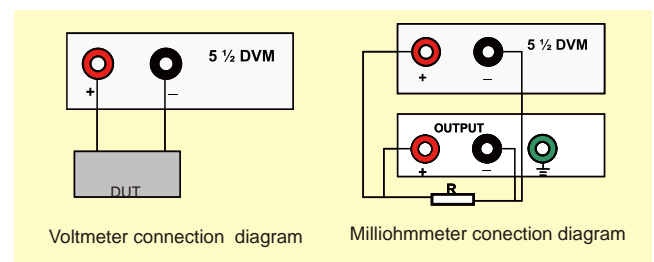 5 ½ DVM
+ _
DUT
Voltmeter connection diagram
5 ½ DVM
+ _
OUTPUT
+ _
R
Milliohmmeter conection diagram